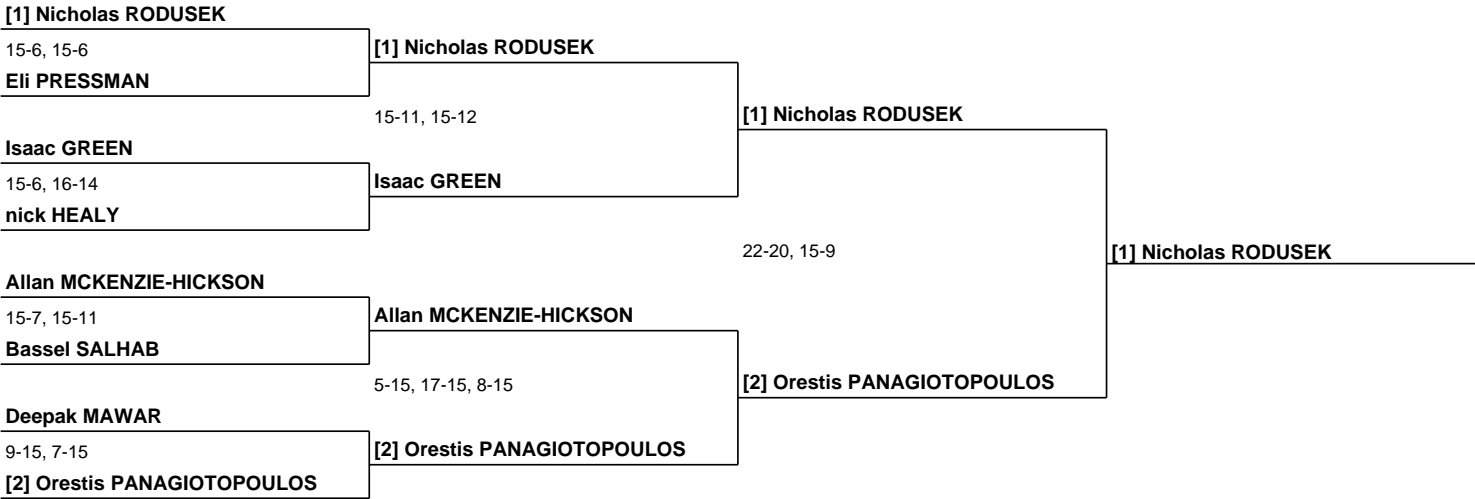 [1] Nicholas RODUSEK
15-6, 15-6
Eli PRESSMAN
Isaac GREEN
15-6, 16-14
nick HEALY
Allan MCKENZIE-HICKSON
15-7, 15-11
Bassel SALHAB
Deepak MAWAR
9-15, 7-15
[2] Orestis PANAGIOTOPOULOS
[1] Nicholas RODUSEK
15-11, 15-12
Isaac GREEN
Allan MCKENZIE-HICKSON
5-15, 17-15, 8-15
[2] Orestis PANAGIOTOPOULOS
[1] Nicholas RODUSEK
22-20, 15-9
[2] Orestis PANAGIOTOPOULOS
[1] Nicholas RODUSEK